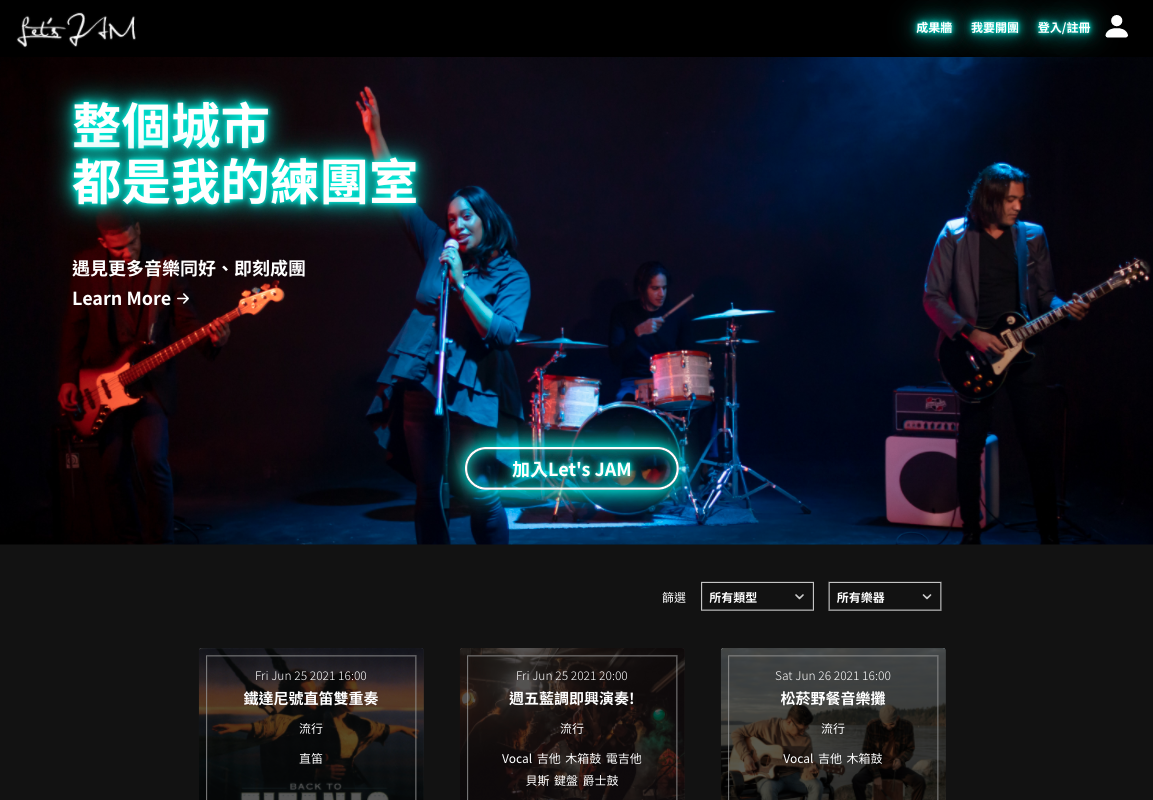 Let's JAM
成果牆 我要開團 登入/註冊
整個城市
都是我的練團室
遇見更多音樂同好、即刻成團
Learn More →
加入Let's JAM
篩選 所有類型 所有樂器
Fri Jun 25 2021 16:00
鐵達尼號直笛雙重奏
流行
直笛
BACK TO
TITANIC
Fri Jun 25 2021 20:00
週五藍調即興演奏!
流行
Vocal 吉他 木箱鼓 電吉他
貝斯 鍵盤 爵士鼓
Sat Jun 26 2021 16:00
松菸野餐音樂攤
流行
Vocal 吉他 木箱鼓